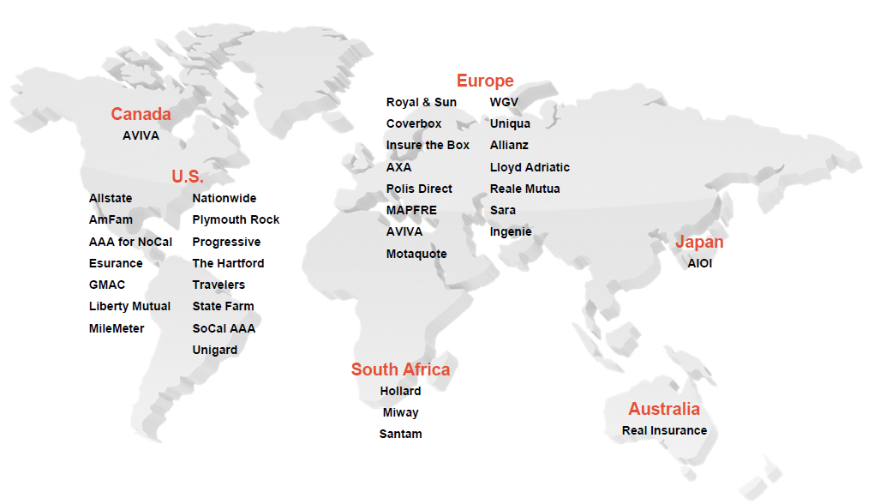 Canada
AVIVA
U.S.
Allstate
AmFam
AAA for NoCal
Esurance
GMAC
Liberty Mutual
MileMeter
Nationwide
Plymouth Rock
Progressive
The Hartford
Travelers
State Farm
SoCal AAA
Unigard
Europe
Royal & Sun
Coverbox
Insure the Box
AXA
Polis Direct
MAPFRE
AVIVA
Motaquote
WGV
Uniqua
Allianz
Lloyd Adriatic
Reale Mutua
Sara
Ingenie
South Africa
Hollard
Miway
Santam
Japan
AIOI
Australia
Real Insurance